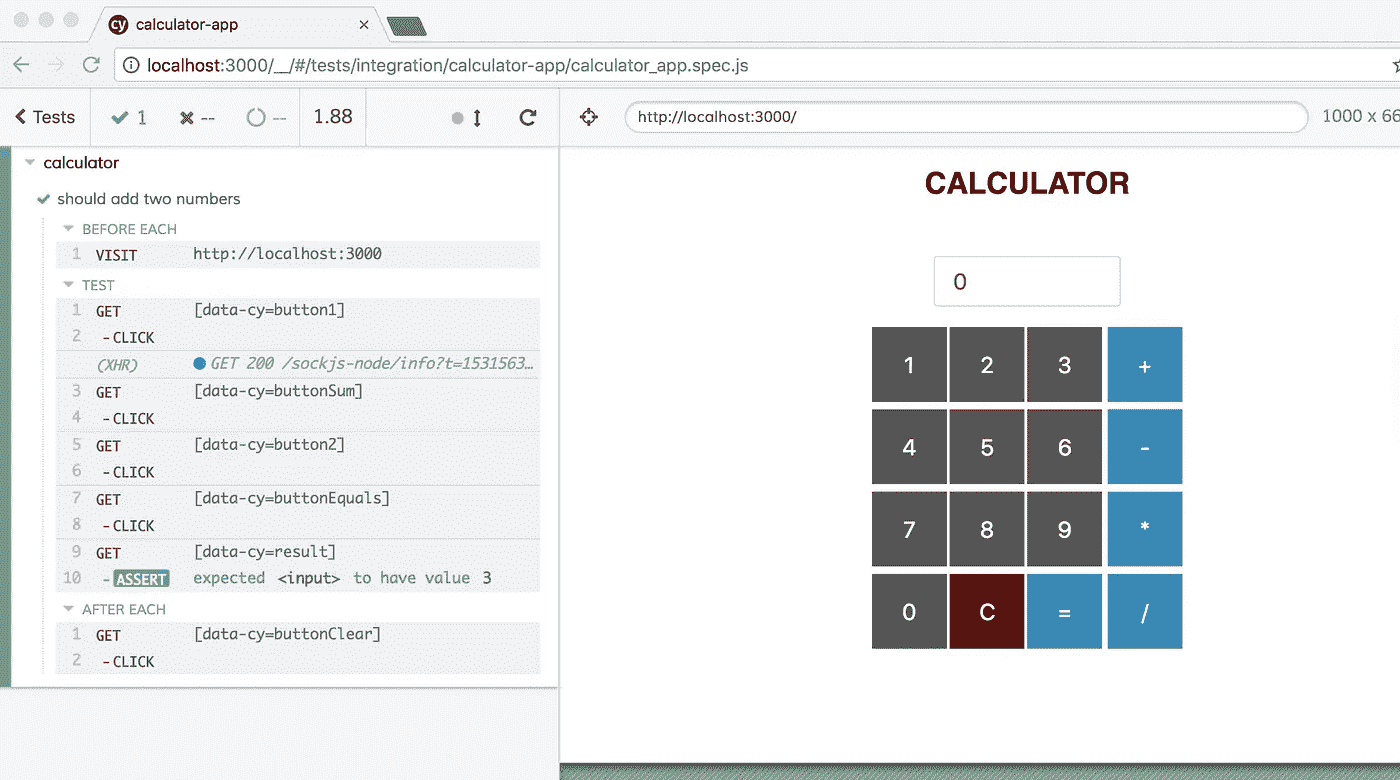 calculator-app
localhost:3000/__/#/tests/integration/calculator-app/calculator_app.spec.js
Tests 1 -- -- 1.88
http://localhost:3000/ 1000 x 66
calculator
should add two numbers
BEFORE EACH
1 VISIT http://localhost:3000
TEST
1 GET [data-cy=button1]
2 -CLICK
(XHR) GET 200 /sockjs-node/info?t=1531563…
3 GET [data-cy=buttonSum]
4 -CLICK
5 GET [data-cy=button2]
6 -CLICK
7 GET [data-cy=buttonEquals]
8 -CLICK
9 GET [data-cy=result]
10 -ASSERT expected <input> to have value 3
AFTER EACH
1 GET [data-cy=buttonClear]
2 -CLICK
CALCULATOR
0
1 2 3 +
4 5 6 -
7 8 9 *
0 C = /